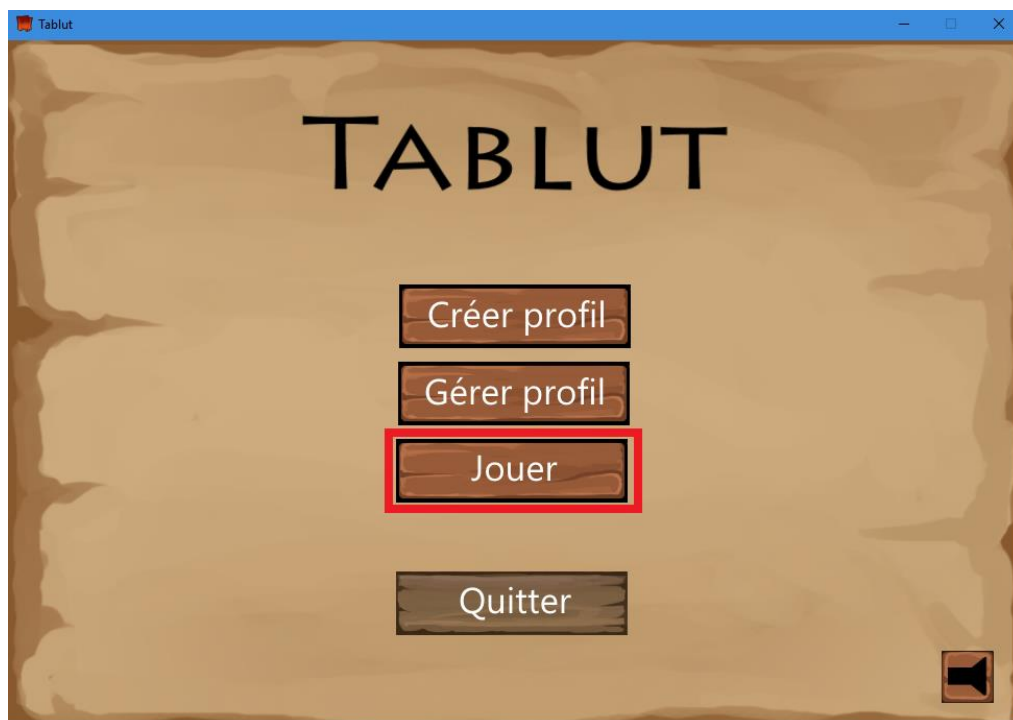 Tablut
TABLUT
Créer profil
Gérer profil
Jouer
Quitter